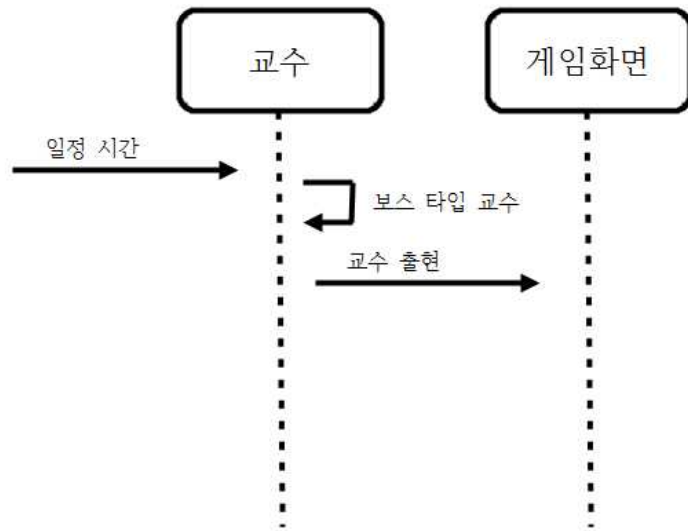 교수
게임화면
일정 시간
보스 타입 교수
교수 출현